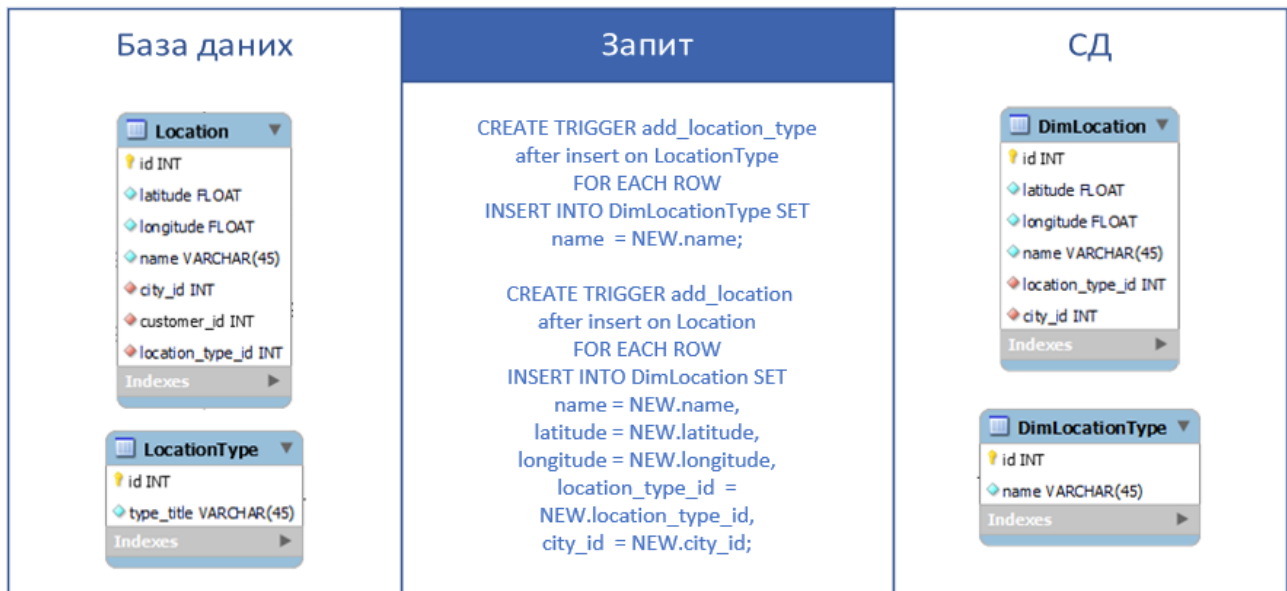 База даних
Запит
СД
Location
id INT
latitude FLOAT
longitude FLOAT
name VARCHAR(45)
city_id INT
customer_id INT
location_type_id INT
Indexes
LocationType
id INT
type_title VARCHAR(45)
Indexes
CREATE TRIGGER add_location_type
after insert on LocationType
FOR EACH ROW
INSERT INTO DimLocationType SET
name = NEW.name;
CREATE TRIGGER add_location
after insert on Location
FOR EACH ROW
INSERT INTO DimLocation SET
name = NEW.name,
latitude = NEW.latitude,
longitude = NEW.longitude,
location_type_id =
NEW.location_type_id,
city_id = NEW.city_id;
DimLocation
id INT
latitude FLOAT
longitude FLOAT
name VARCHAR(45)
location_type_id INT
city_id INT
Indexes
DimLocationType
id INT
name VARCHAR(45)
Indexes